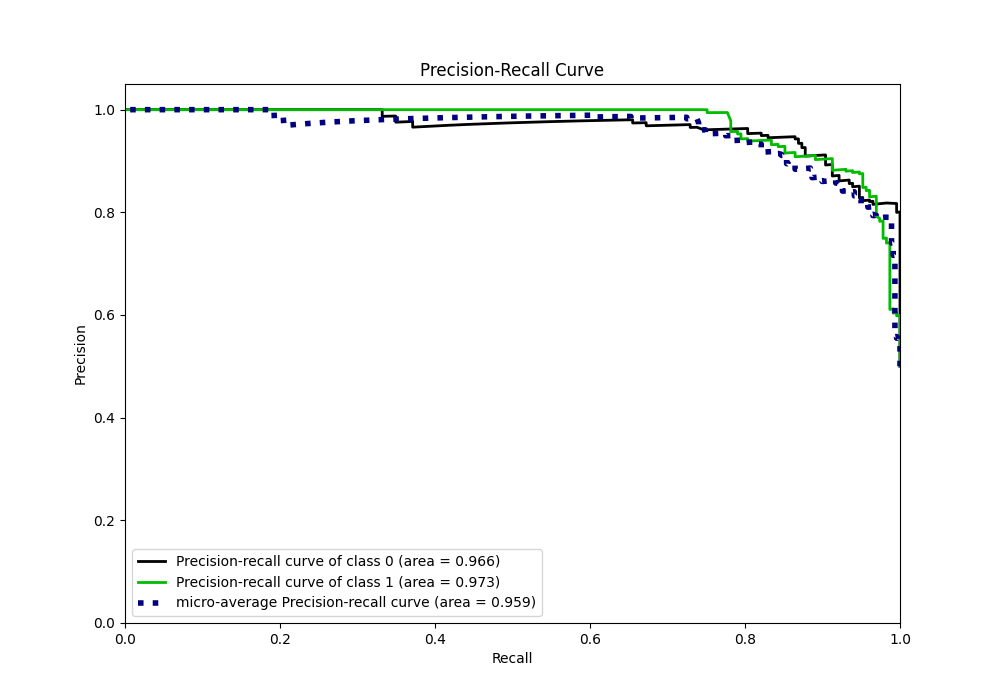 Precision-Recall Curve
1.0
0.8
0.6
0.4
0.2
0.0
Precision
Precision-recall curve of class 0 (area = 0.966)
Precision-recall curve of class 1 (area = 0.973)
micro-average Precision-recall curve (area = 0.959)
0.0 0.2 0.4 0.6 0.8 1.0
Recall